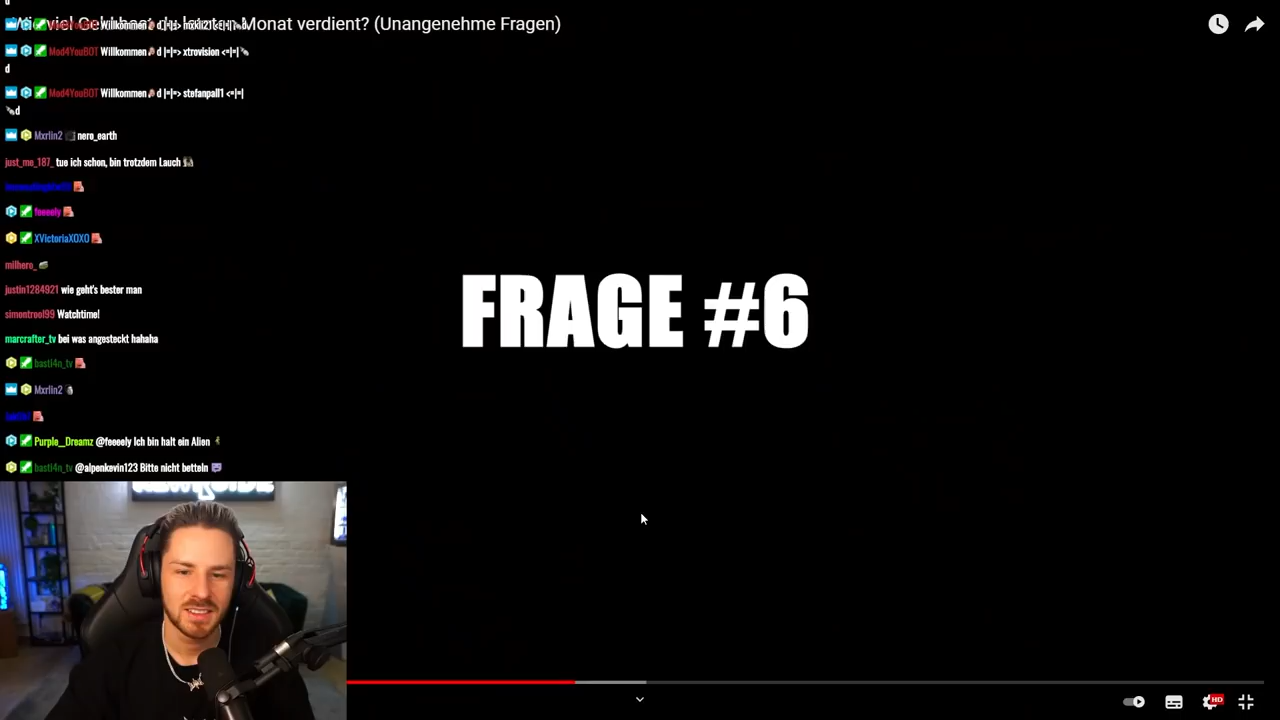 Monat verdient? (Unangenehme Fragen)
Mod4YouBOT Willkommen d |=|=> xtrovision <=|=|
d
Mod4YouBOT Willkommen d |=|=> stefanpall1 <=|=|
d
Mxrlin2 nero_earth
just_me_187_ tue ich schon, bin trotzdem Lauch
feeeely
XVictoriaXOXO
milhero_
justin1284921 wie geht's bester man
simontrool99 Watchtime!
marcrafter_tv bei was angesteckt hahaha
basti4n_tv
Mxrlin2
Purple__Dreamz @feeeely Ich bin halt ein Alien
basti4n_tv @alpenkevin123 Bitte nicht betteln
FRAGE #6
HD